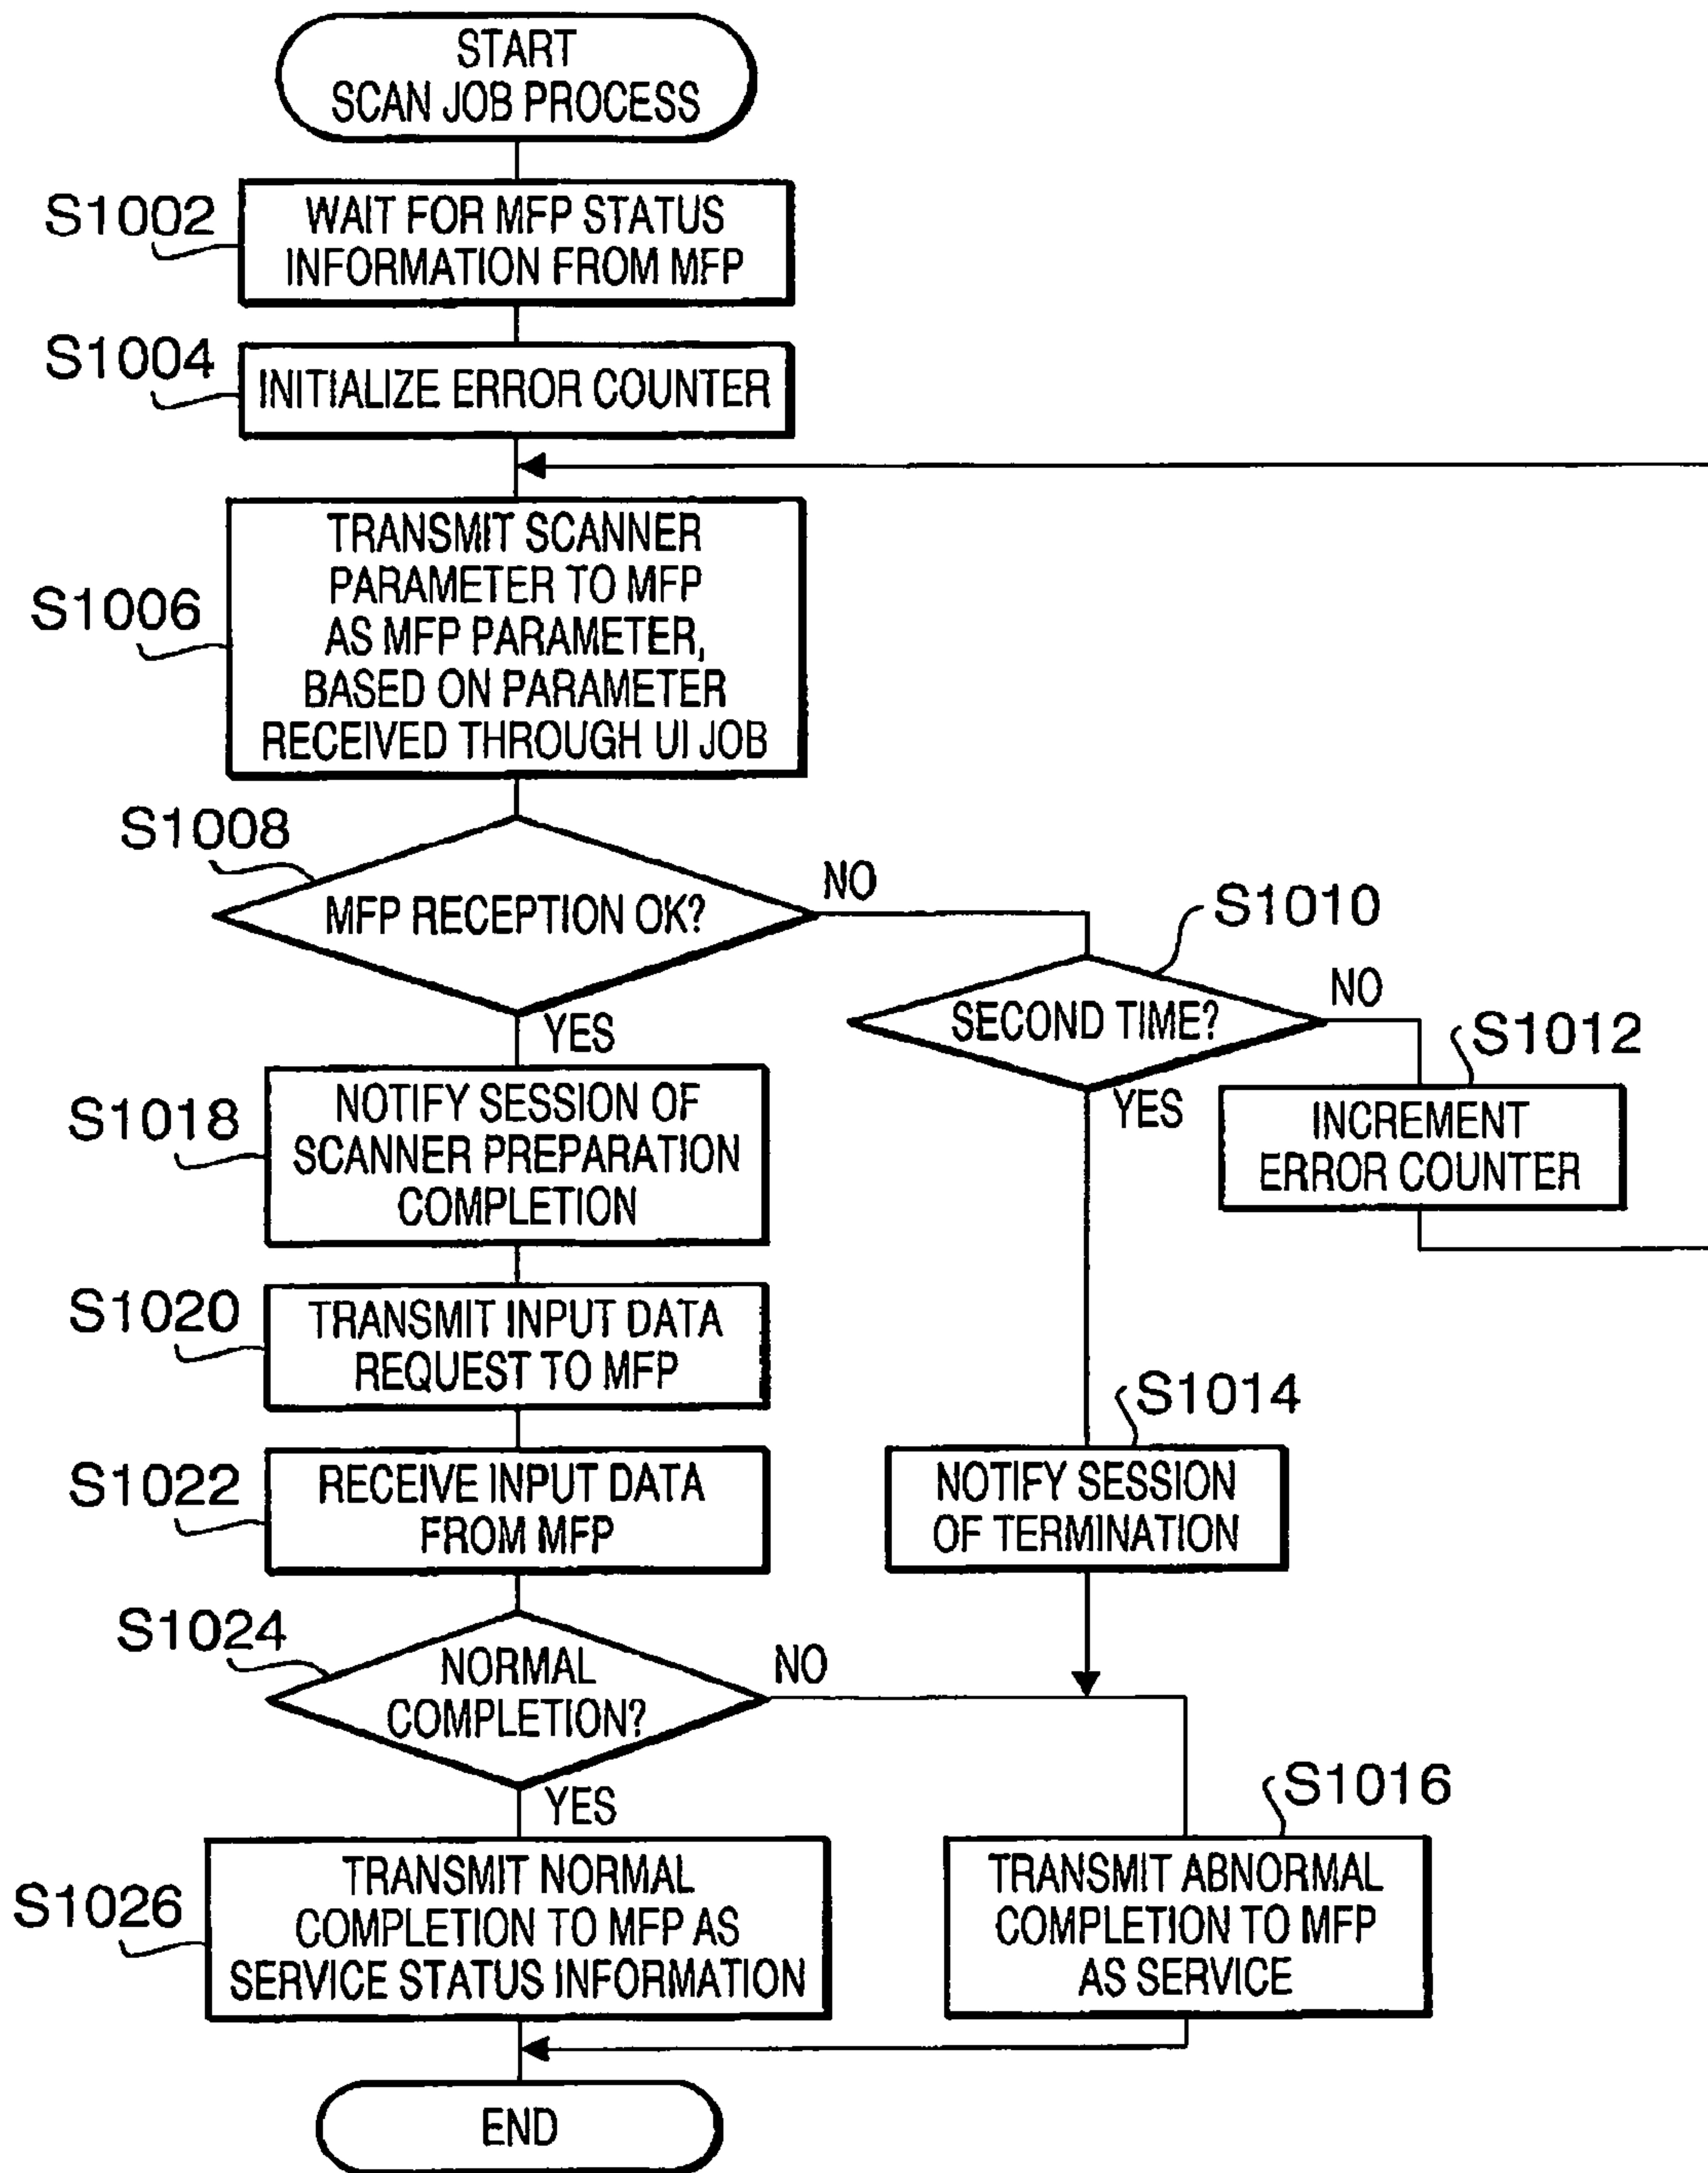 START
SCAN JOB PROCESS
S1002
WAIT FOR MFP STATUS
INFORMATION FROM MFP
S1004
INITIALIZE ERROR COUNTER
S1006
TRANSMIT SCANNER
PARAMETER TO MFP
AS MFP PARAMETER,
BASED ON PARAMETER
RECEIVED THROUGH UI JOB
S1008
MFP RECEPTION OK?
NO
YES
S1010
SECOND TIME?
NO
YES
S1012
INCREMENT
ERROR COUNTER
S1018
NOTIFY SESSION OF
SCANNER PREPARATION
COMPLETION
S1020
TRANSMIT INPUT DATA
REQUEST TO MFP
S1014
NOTIFY SESSION
OF TERMINATION
S1022
RECEIVE INPUT DATA
FROM MFP
S1024
NORMAL
COMPLETION?
NO
YES
S1016
TRANSMIT ABNORMAL
COMPLETION TO MFP
AS SERVICE
S1026
TRANSMIT NORMAL
COMPLETION TO MFP AS
SERVICE STATUS INFORMATION
END